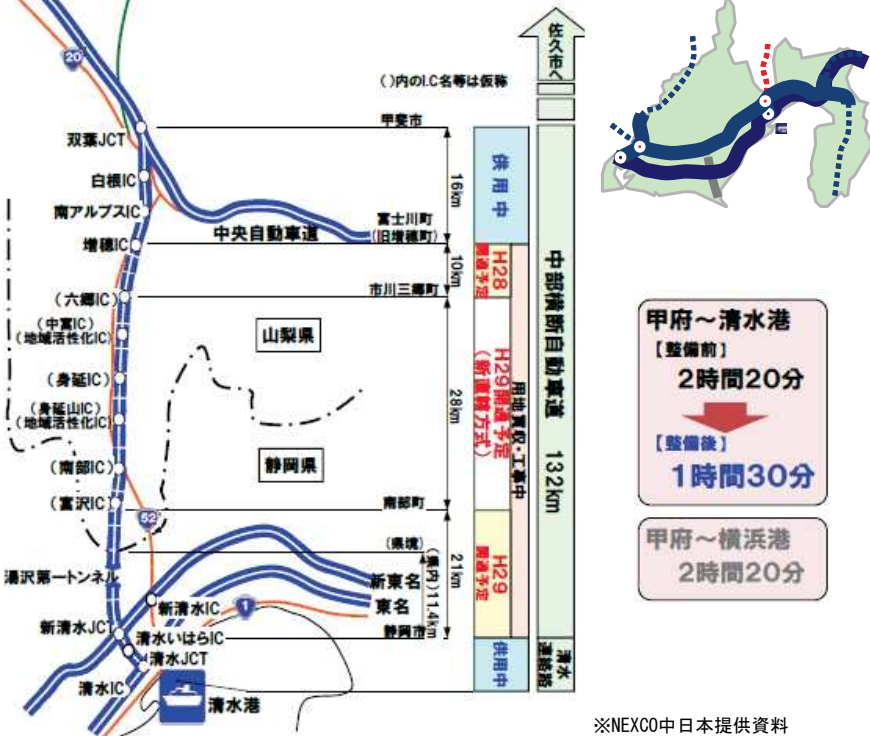 20
双葉JCT
白根IC
南アルプスIC
増穂IC
(六郷IC)
(中富IC)
(地域活性化IC)
(身延IC)
(身延山IC)
(地域活性化IC)
(南部IC)
(富沢IC)
52
湯沢第一トンネル
新清水JCT
新清水IC
1
清水いはらIC
清水JCT
清水IC
清水港
中央自動車道
山梨県
静岡県
新東名
東名
( )内のI.C名等は仮称
甲斐市
富士川町
(旧増穂町)
市川三郷町
南部町
(県境)
静岡市
16km
10km
28km
21km
(県内)11.4km
供用中
H28
開通予定
H29開通予定
(新直轄方式)
H29
開通予定
供用中
用地買収・工事中
佐久市へ
中部横断自動車道 132km
清水
連絡路
甲府~清水港
【整備前】
2時間20分
【整備後】
1時間30分
甲府~横浜港
2時間20分
※NEXCO中日本提供資料